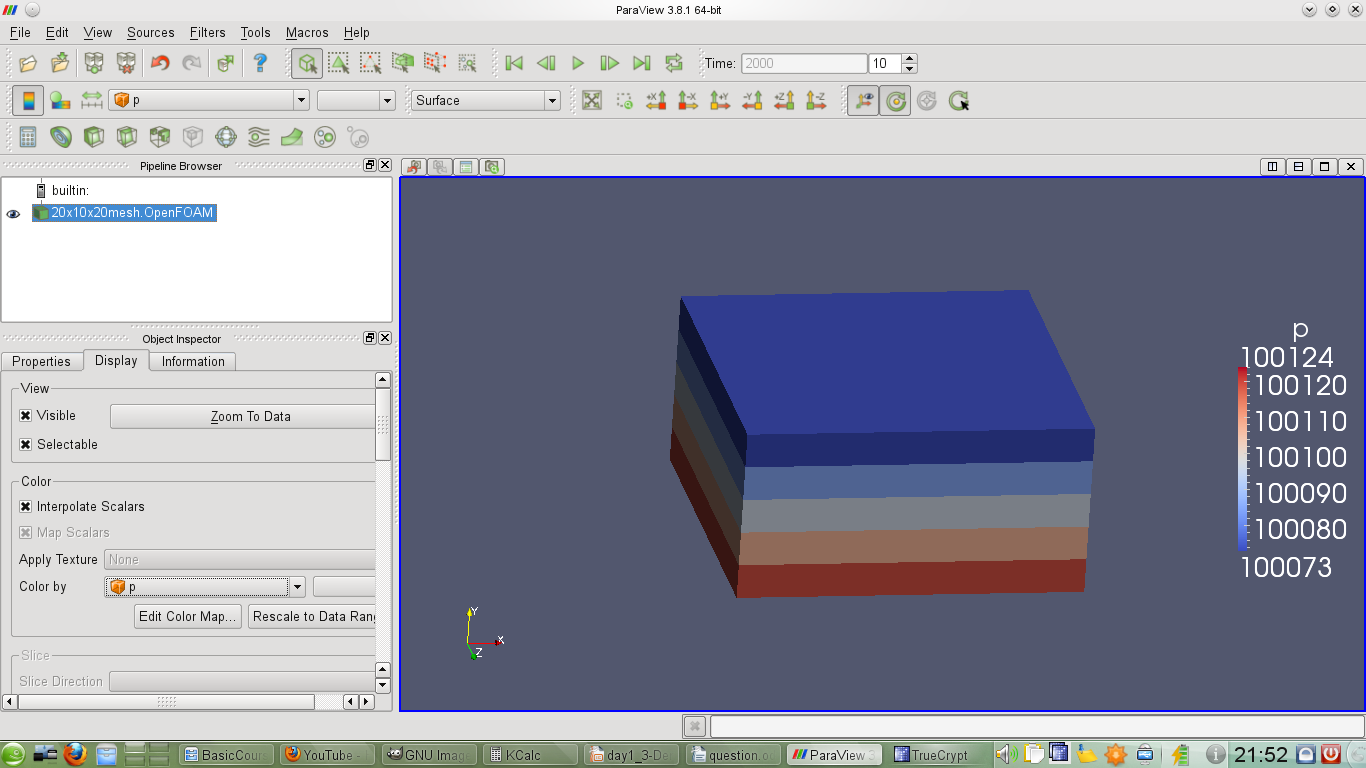 ParaView 3.8.1 64-bit
File Edit View Sources Filters Tools Macros Help
Time: 2000 10
p Surface
+X -X +Y -Y +Z -Z
Pipeline Browser
builtin:
20x10x20mesh.OpenFOAM
Object Inspector
Properties Display Information
View
Visible Zoom To Data
Selectable
Color
Interpolate Scalars
Map Scalars
Apply Texture None
Color by p
Edit Color Map... Rescale to Data Ran
Slice
Slice Direction
p
100124
100120
100110
100100
100090
100080
100073
Y
X
Z
BasicCours YouTube GNU Imag KCalc day1_3-De question.o ParaView 3 TrueCrypt 21:52